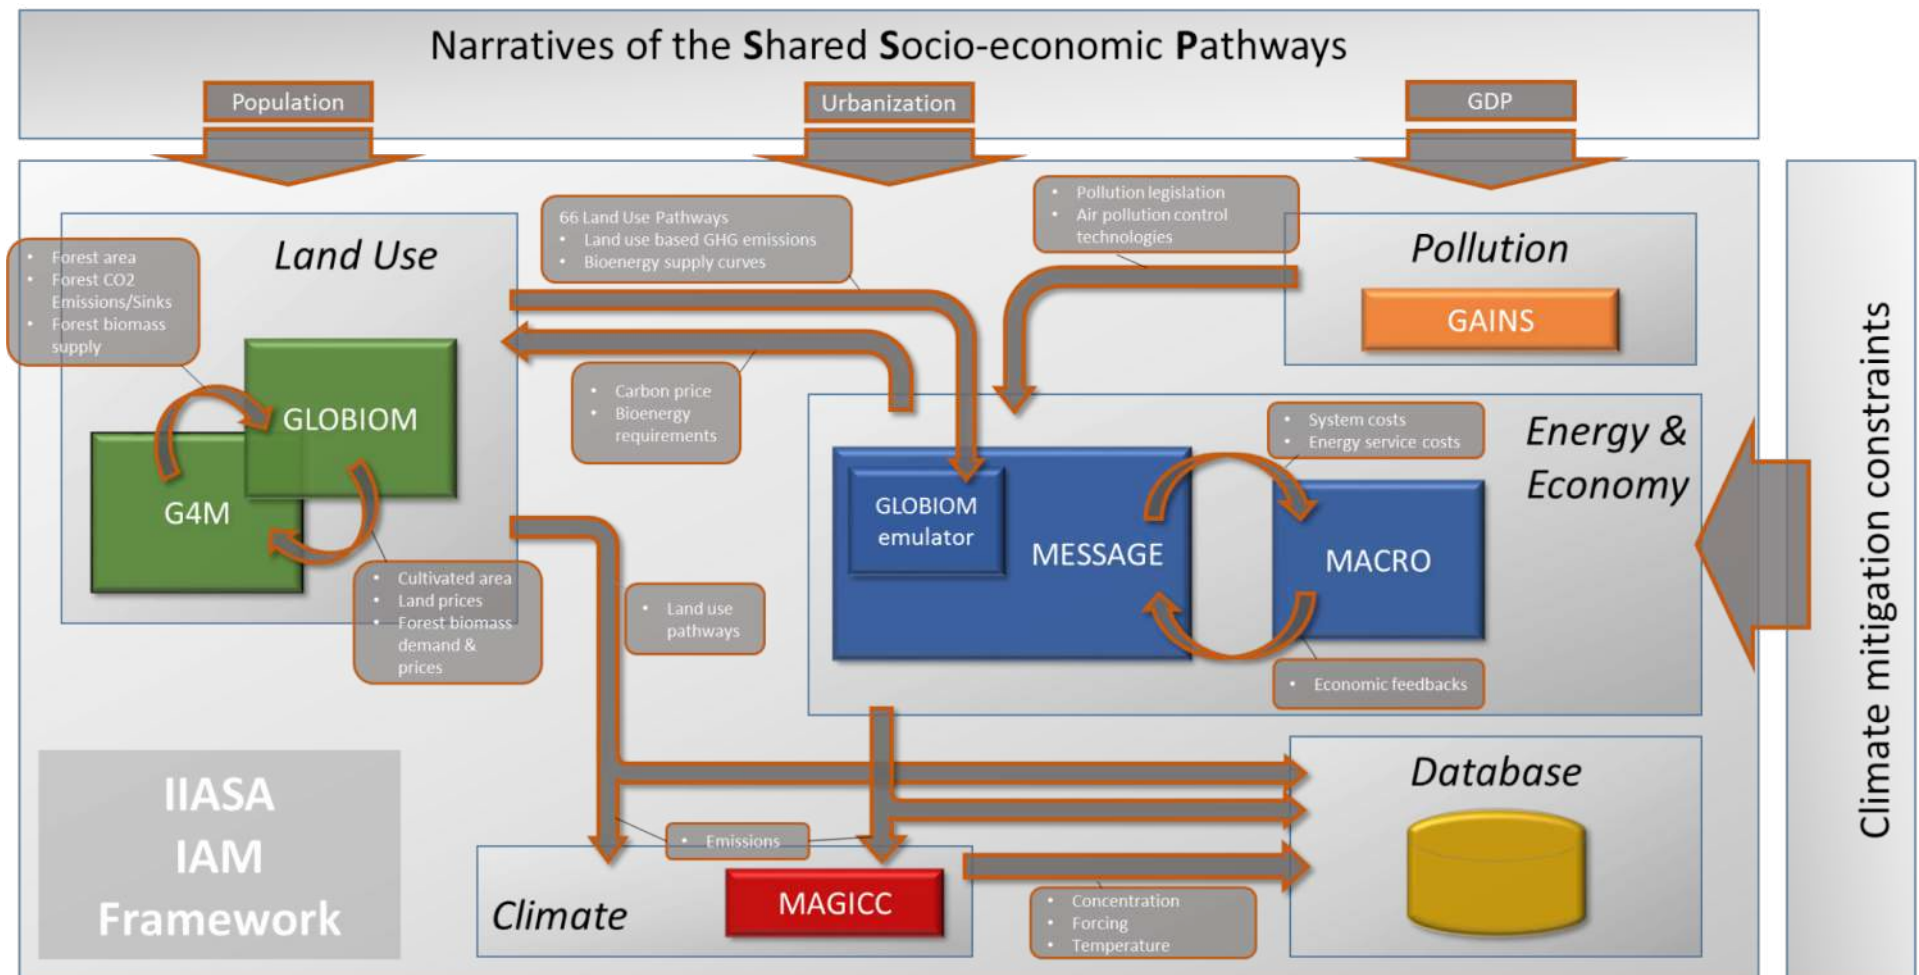 Narratives of the Shared Socio-economic Pathways
Population
Urbanization
GDP
66 Land Use Pathways
• Land use based GHG emissions
• Bioenergy supply curves
• Pollution legislation
• Air pollution control
technologies
Land Use
• Forest area
• Forest CO2
Emissions/Sinks
• Forest biomass
supply
GLOBIOM
G4M
• Cultivated area
• Land prices
• Forest biomass
demand &
prices
• Carbon price
• Bioenergy
requirements
Pollution
GAINS
Energy &
Economy
• System costs
• Energy service costs
GLOBIOM
emulator
MESSAGE
MACRO
• Economic feedbacks
• Land use
pathways
Climate mitigation constraints
IIASA
IAM
Framework
• Emissions
Climate
MAGICC
• Concentration
• Forcing
• Temperature
Database